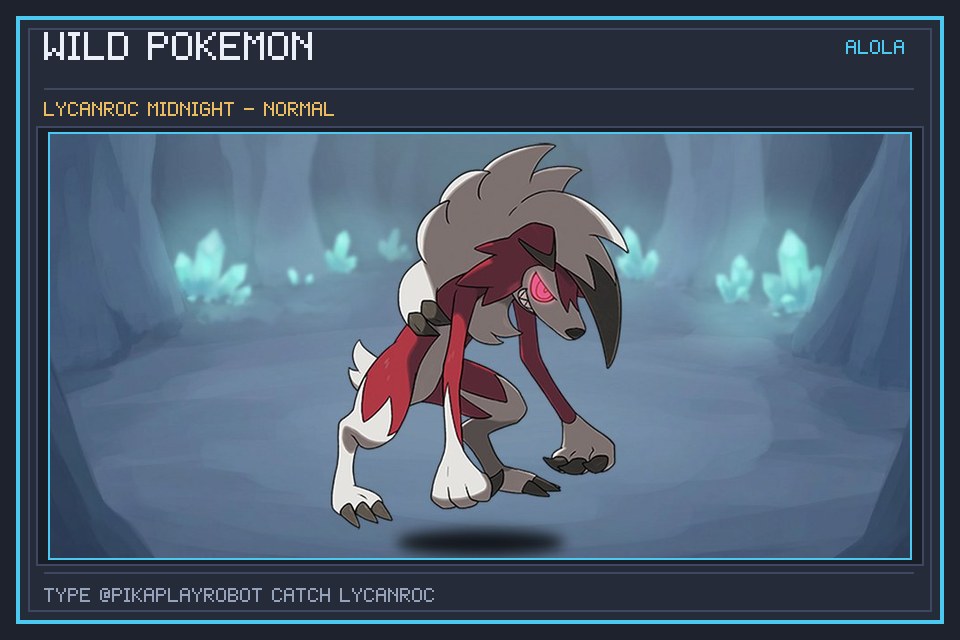 WILD POKEMON
ALOLA
LYCANROC MIDNIGHT - NORMAL
TYPE @PIKAPLAYROBOT CATCH LYCANROC